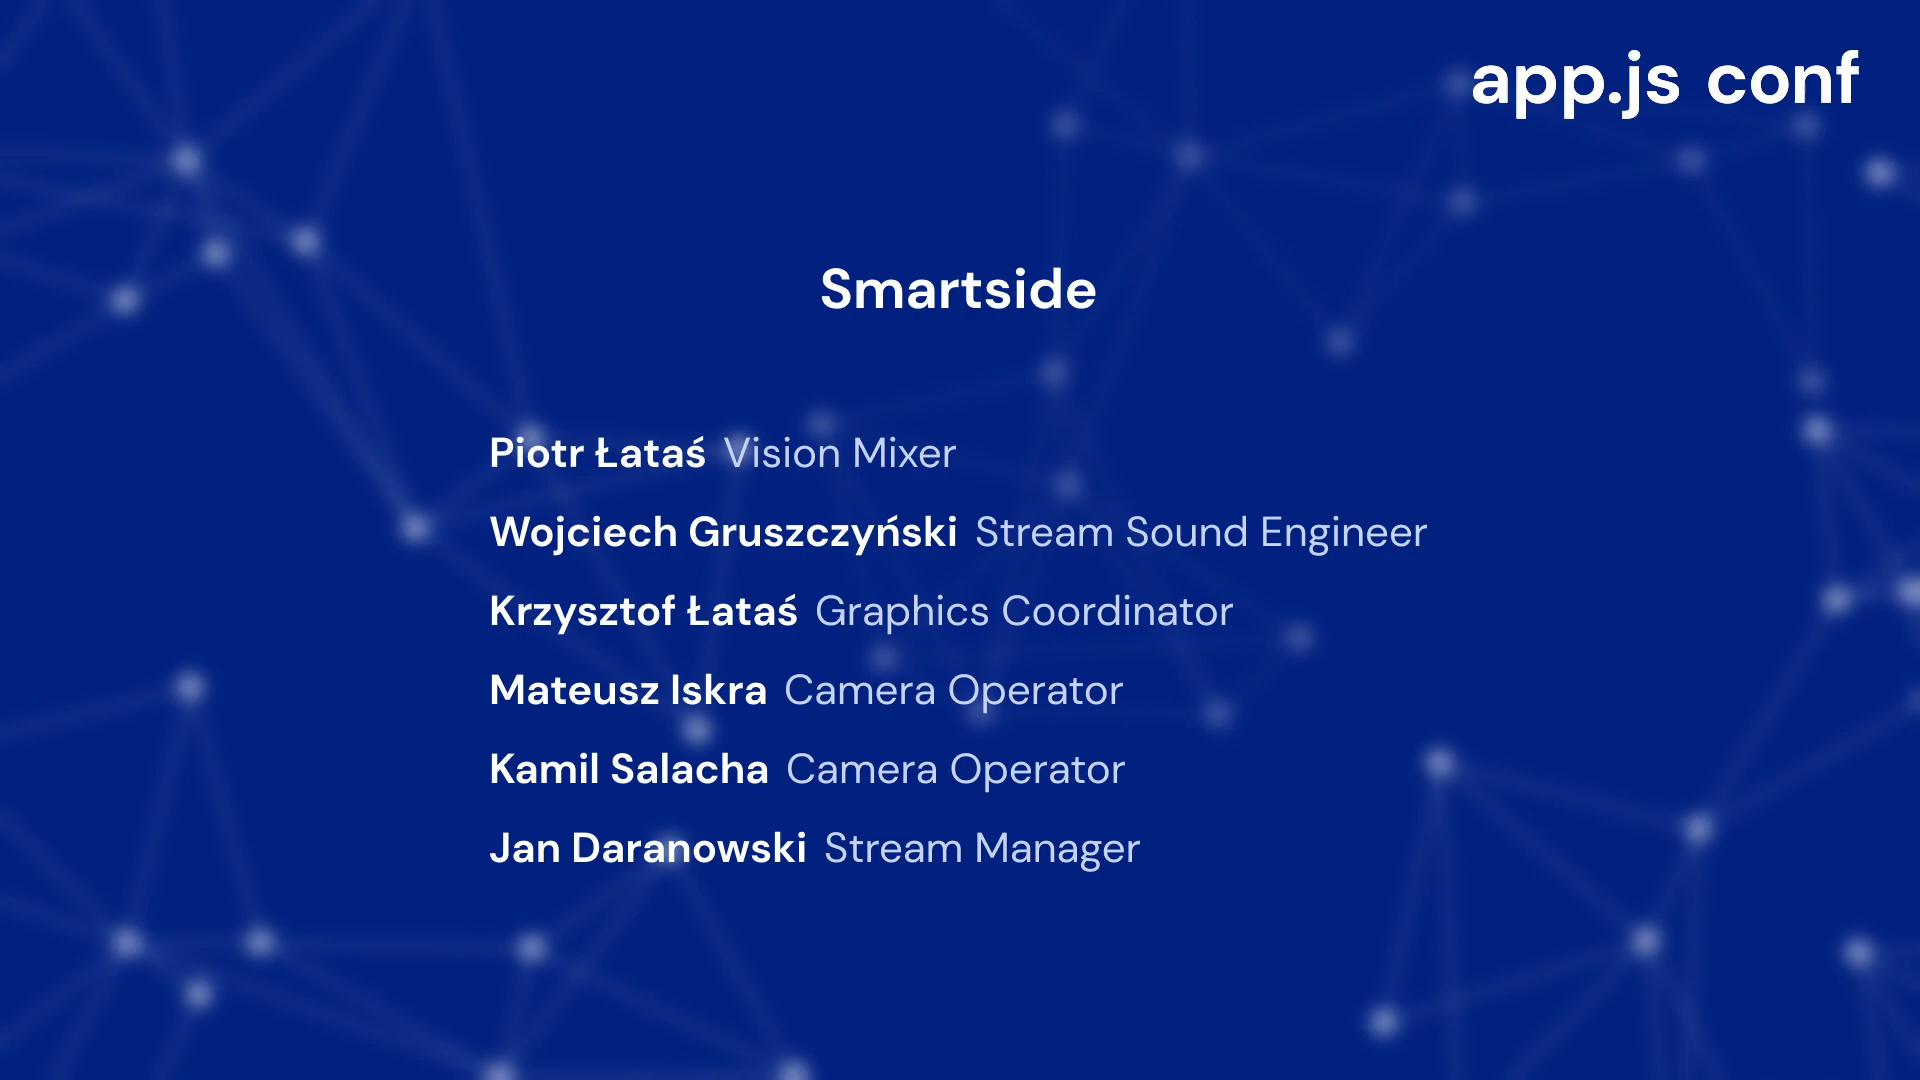 app.js conf
Smartside
Piotr Łataś Vision Mixer
Wojciech Gruszczyński Stream Sound Engineer
Krzysztof Łataś Graphics Coordinator
Mateusz Iskra Camera Operator
Kamil Salacha Camera Operator
Jan Daranowski Stream Manager